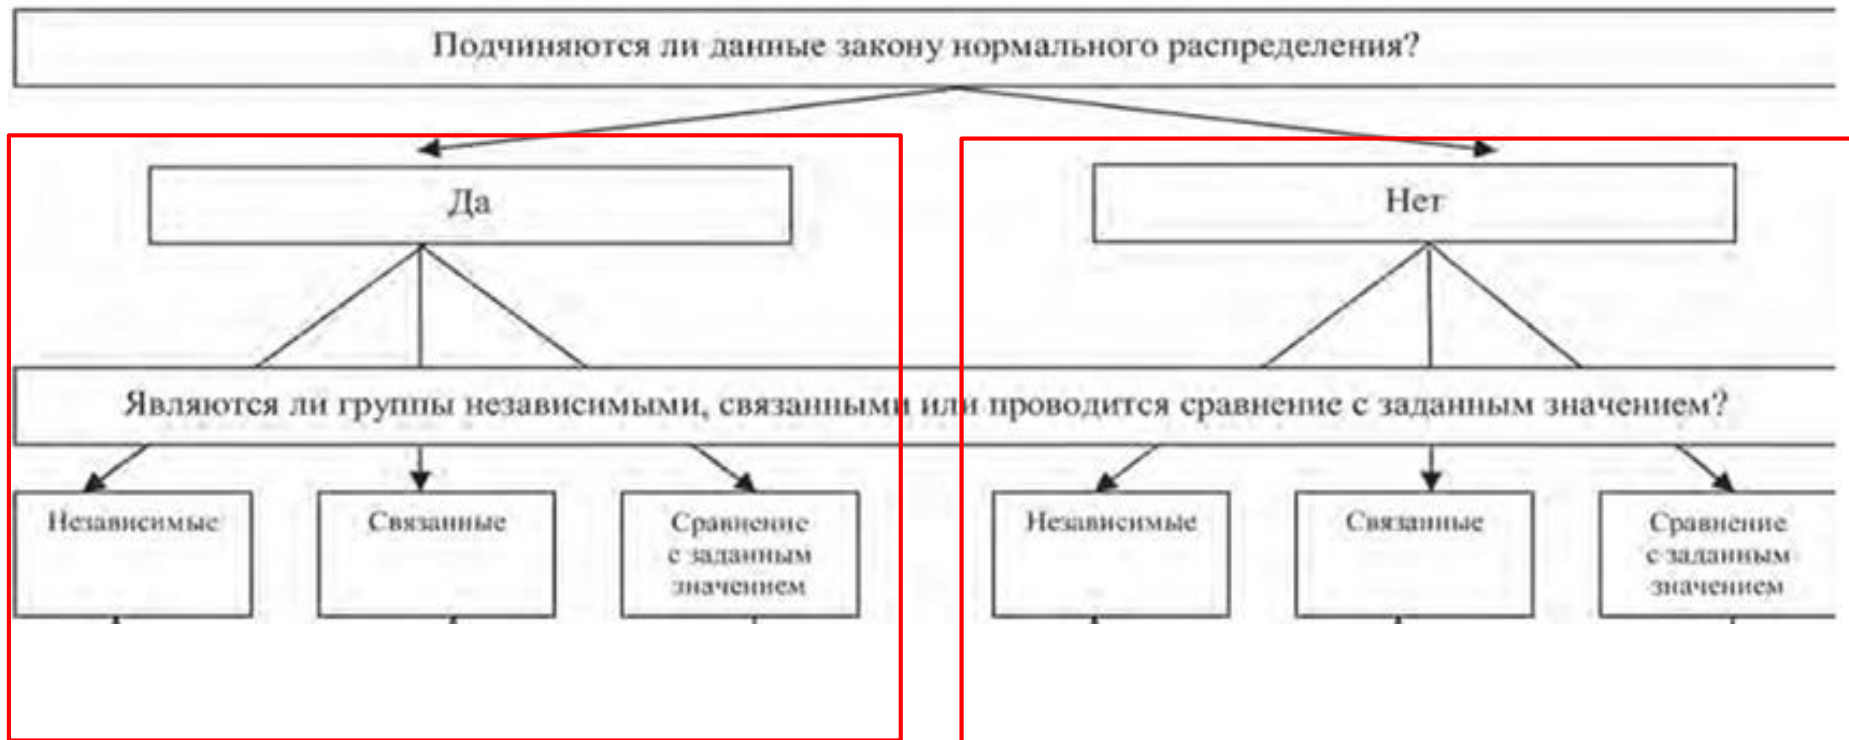 Подчиняются ли данные закону нормального распределения?
Да
Нет
Являются ли группы независимыми, связанными или проводится сравнение с заданным значением?
Независимые
Связанные
Сравнение
с заданным
значением
Независимые
Связанные
Сравнение
с заданным
значением